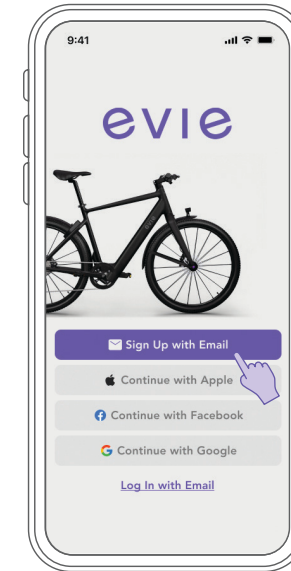 9:41
evie
Sign Up with Email
Continue with Apple
Continue with Facebook
Continue with Google
Log In with Email